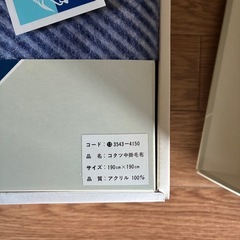 コード：⓬ 3543－4150
品名：コタツ中掛毛布
サイズ：190cm×190cm
品質：アクリル 100%